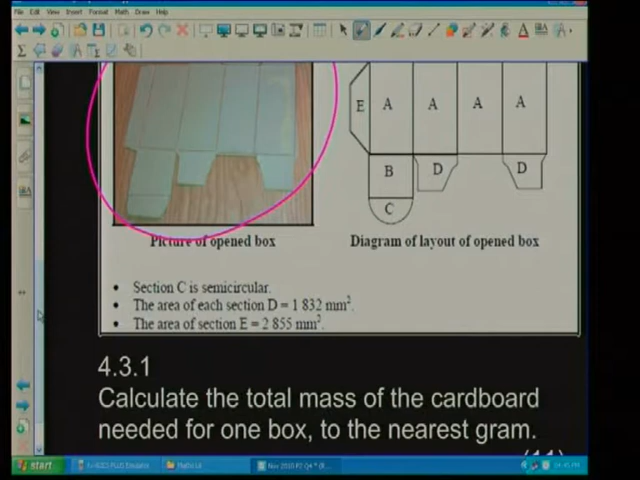 File Edit View Insert Format Math Draw Help
E A A A A
B D D
C
Picture of opened box
Diagram of layout of opened box
• Section C is semicircular.
• The area of each section D = 1 832 mm².
• The area of section E = 2 855 mm².
4.3.1
Calculate the total mass of the cardboard
needed for one box, to the nearest gram.
(11)
start